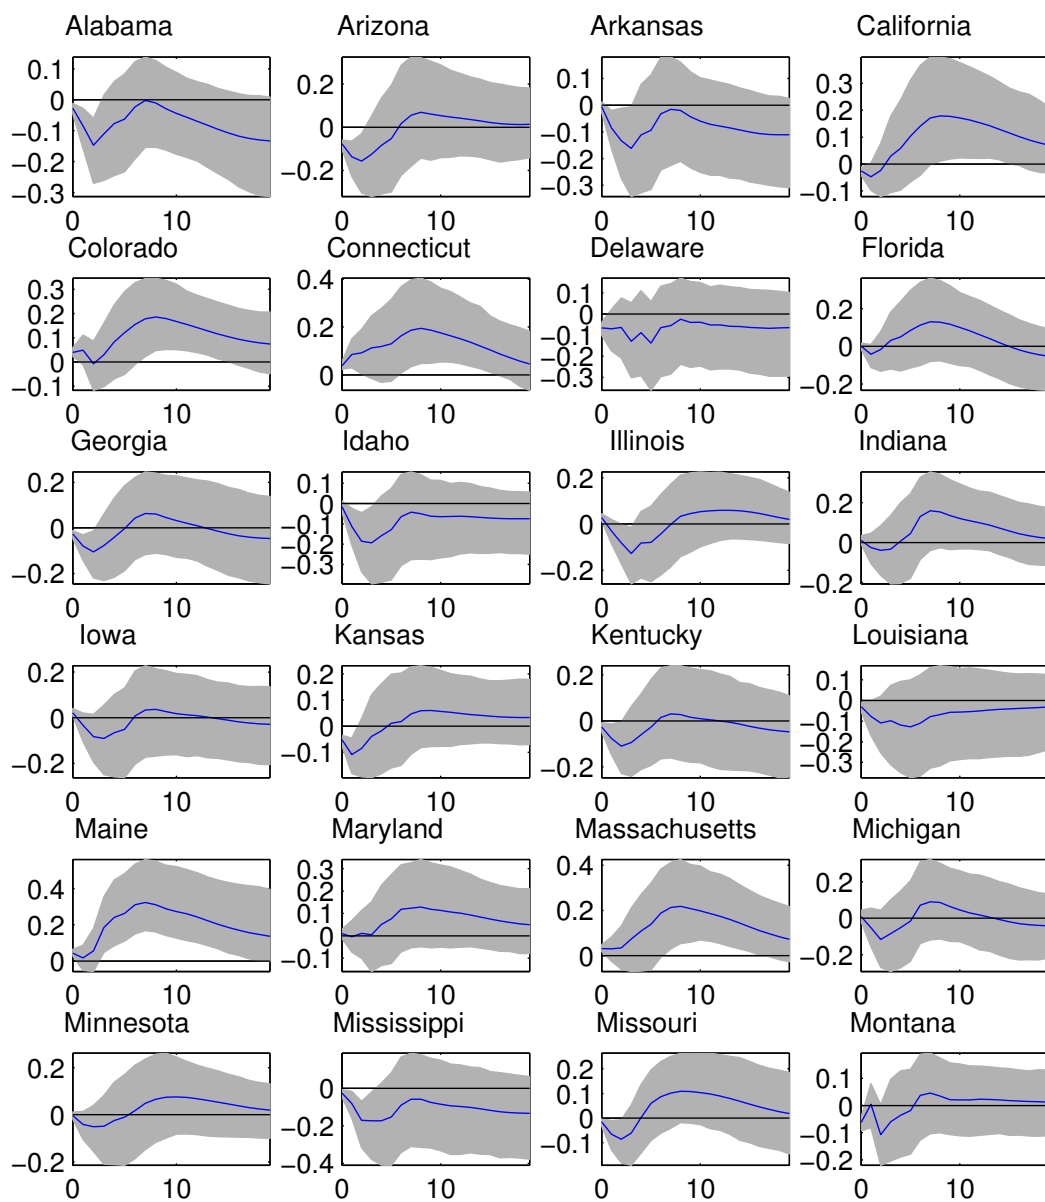 Alabama Arizona Arkansas California
0.1 0 −0.1 −0.2 −0.3 0 10
0.2 0 −0.2 0 10
0.1 0 −0.1 −0.2 −0.3 0 10
0.3 0.2 0.1 0 −0.1 0 10
Colorado Connecticut Delaware Florida
0.3 0.2 0.1 0 −0.1 0 10
0.4 0.2 0 0 10
0.1 0 −0.1 −0.2 −0.3 0 10
0.2 0 −0.2 0 10
Georgia Idaho Illinois Indiana
0.2 0 −0.2 0 10
0.1 0 −0.1 −0.2 −0.3 0 10
0.2 0 −0.2 0 10
0.2 0 −0.2 0 10
Iowa Kansas Kentucky Louisiana
0.2 0 −0.2 0 10
0.2 0.1 0 −0.1 0 10
0.2 0 −0.2 0 10
0.1 0 −0.1 −0.2 −0.3 0 10
Maine Maryland Massachusetts Michigan
0.4 0.2 0 0 10
0.3 0.2 0.1 0 −0.1 0 10
0.4 0.2 0 0 10
0.2 0 −0.2 0 10
Minnesota Mississippi Missouri Montana
0.2 0 −0.2 0 10
0 −0.2 −0.4 0 10
0.2 0.1 0 −0.1 0 10
0.1 0 −0.1 −0.2 0 10